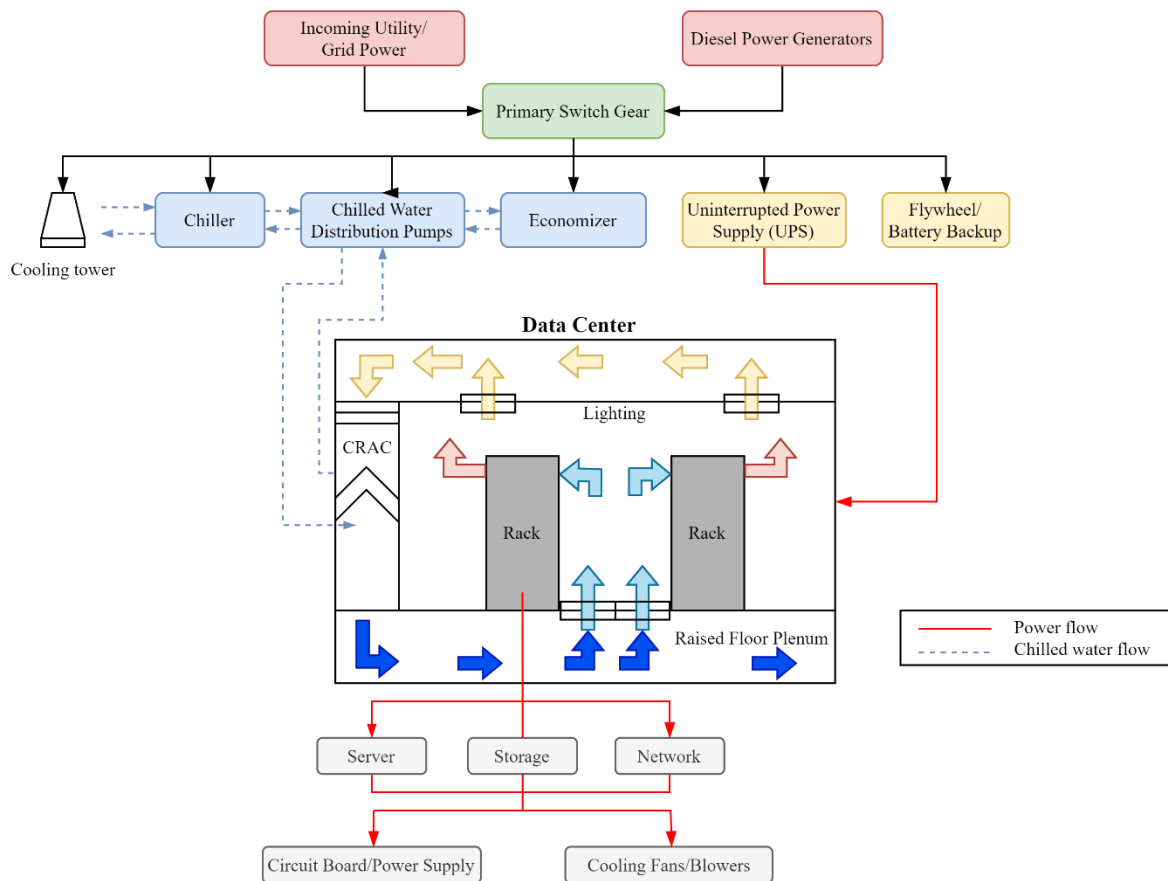 Incoming Utility/
Grid Power
Diesel Power Generators
Primary Switch Gear
Chiller
Chilled Water
Distribution Pumps
Economizer
Uninterrupted Power
Supply (UPS)
Flywheel/
Battery Backup
Cooling tower
Data Center
Lighting
CRAC
Rack
Rack
Raised Floor Plenum
Power flow
Chilled water flow
Server
Storage
Network
Circuit Board/Power Supply
Cooling Fans/Blowers